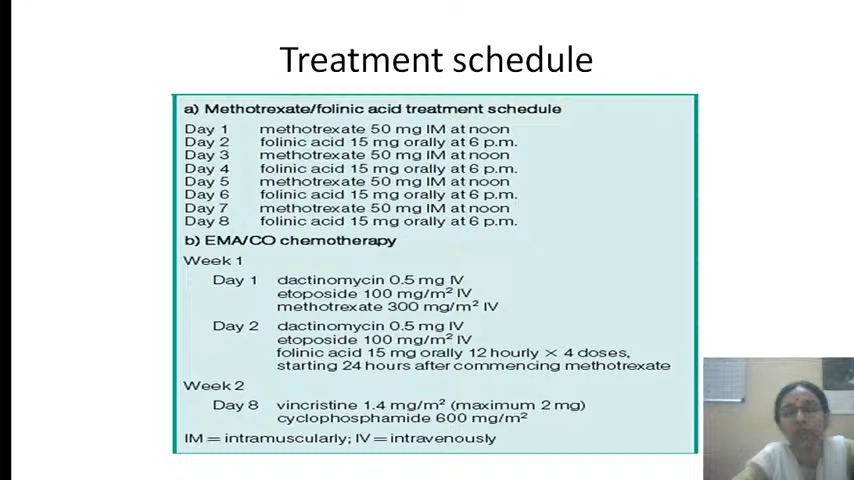 Treatment schedule
a) Methotrexate/folinic acid treatment schedule
Day 1 methotrexate 50 mg IM at noon
Day 2 folinic acid 15 mg orally at 6 p.m.
Day 3 methotrexate 50 mg IM at noon
Day 4 folinic acid 15 mg orally at 6 p.m.
Day 5 methotrexate 50 mg IM at noon
Day 6 folinic acid 15 mg orally at 6 p.m.
Day 7 methotrexate 50 mg IM at noon
Day 8 folinic acid 15 mg orally at 6 p.m.
b) EMA/CO chemotherapy
Week 1
Day 1 dactinomycin 0.5 mg IV
etoposide 100 mg/m² IV
methotrexate 300 mg/m² IV
Day 2 dactinomycin 0.5 mg IV
etoposide 100 mg/m² IV
folinic acid 15 mg orally 12 hourly × 4 doses,
starting 24 hours after commencing methotrexate
Week 2
Day 8 vincristine 1.4 mg/m² (maximum 2 mg)
cyclophosphamide 600 mg/m²
IM = intramuscularly; IV = intravenously